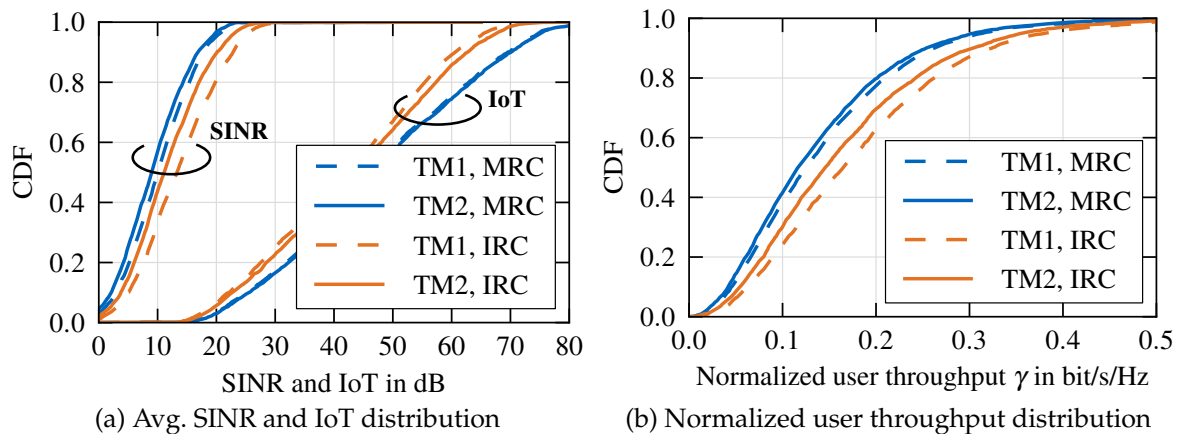 1.0
0.8
0.6
0.4
0.2
0.0
CDF
0 10 20 30 40 50 60 70 80
SINR and IoT in dB
SINR
IoT
TM1, MRC
TM2, MRC
TM1, IRC
TM2, IRC
(a) Avg. SINR and IoT distribution
1.0
0.8
0.6
0.4
0.2
0.0
CDF
0.0 0.1 0.2 0.3 0.4 0.5
Normalized user throughput γ in bit/s/Hz
TM1, MRC
TM2, MRC
TM1, IRC
TM2, IRC
(b) Normalized user throughput distribution